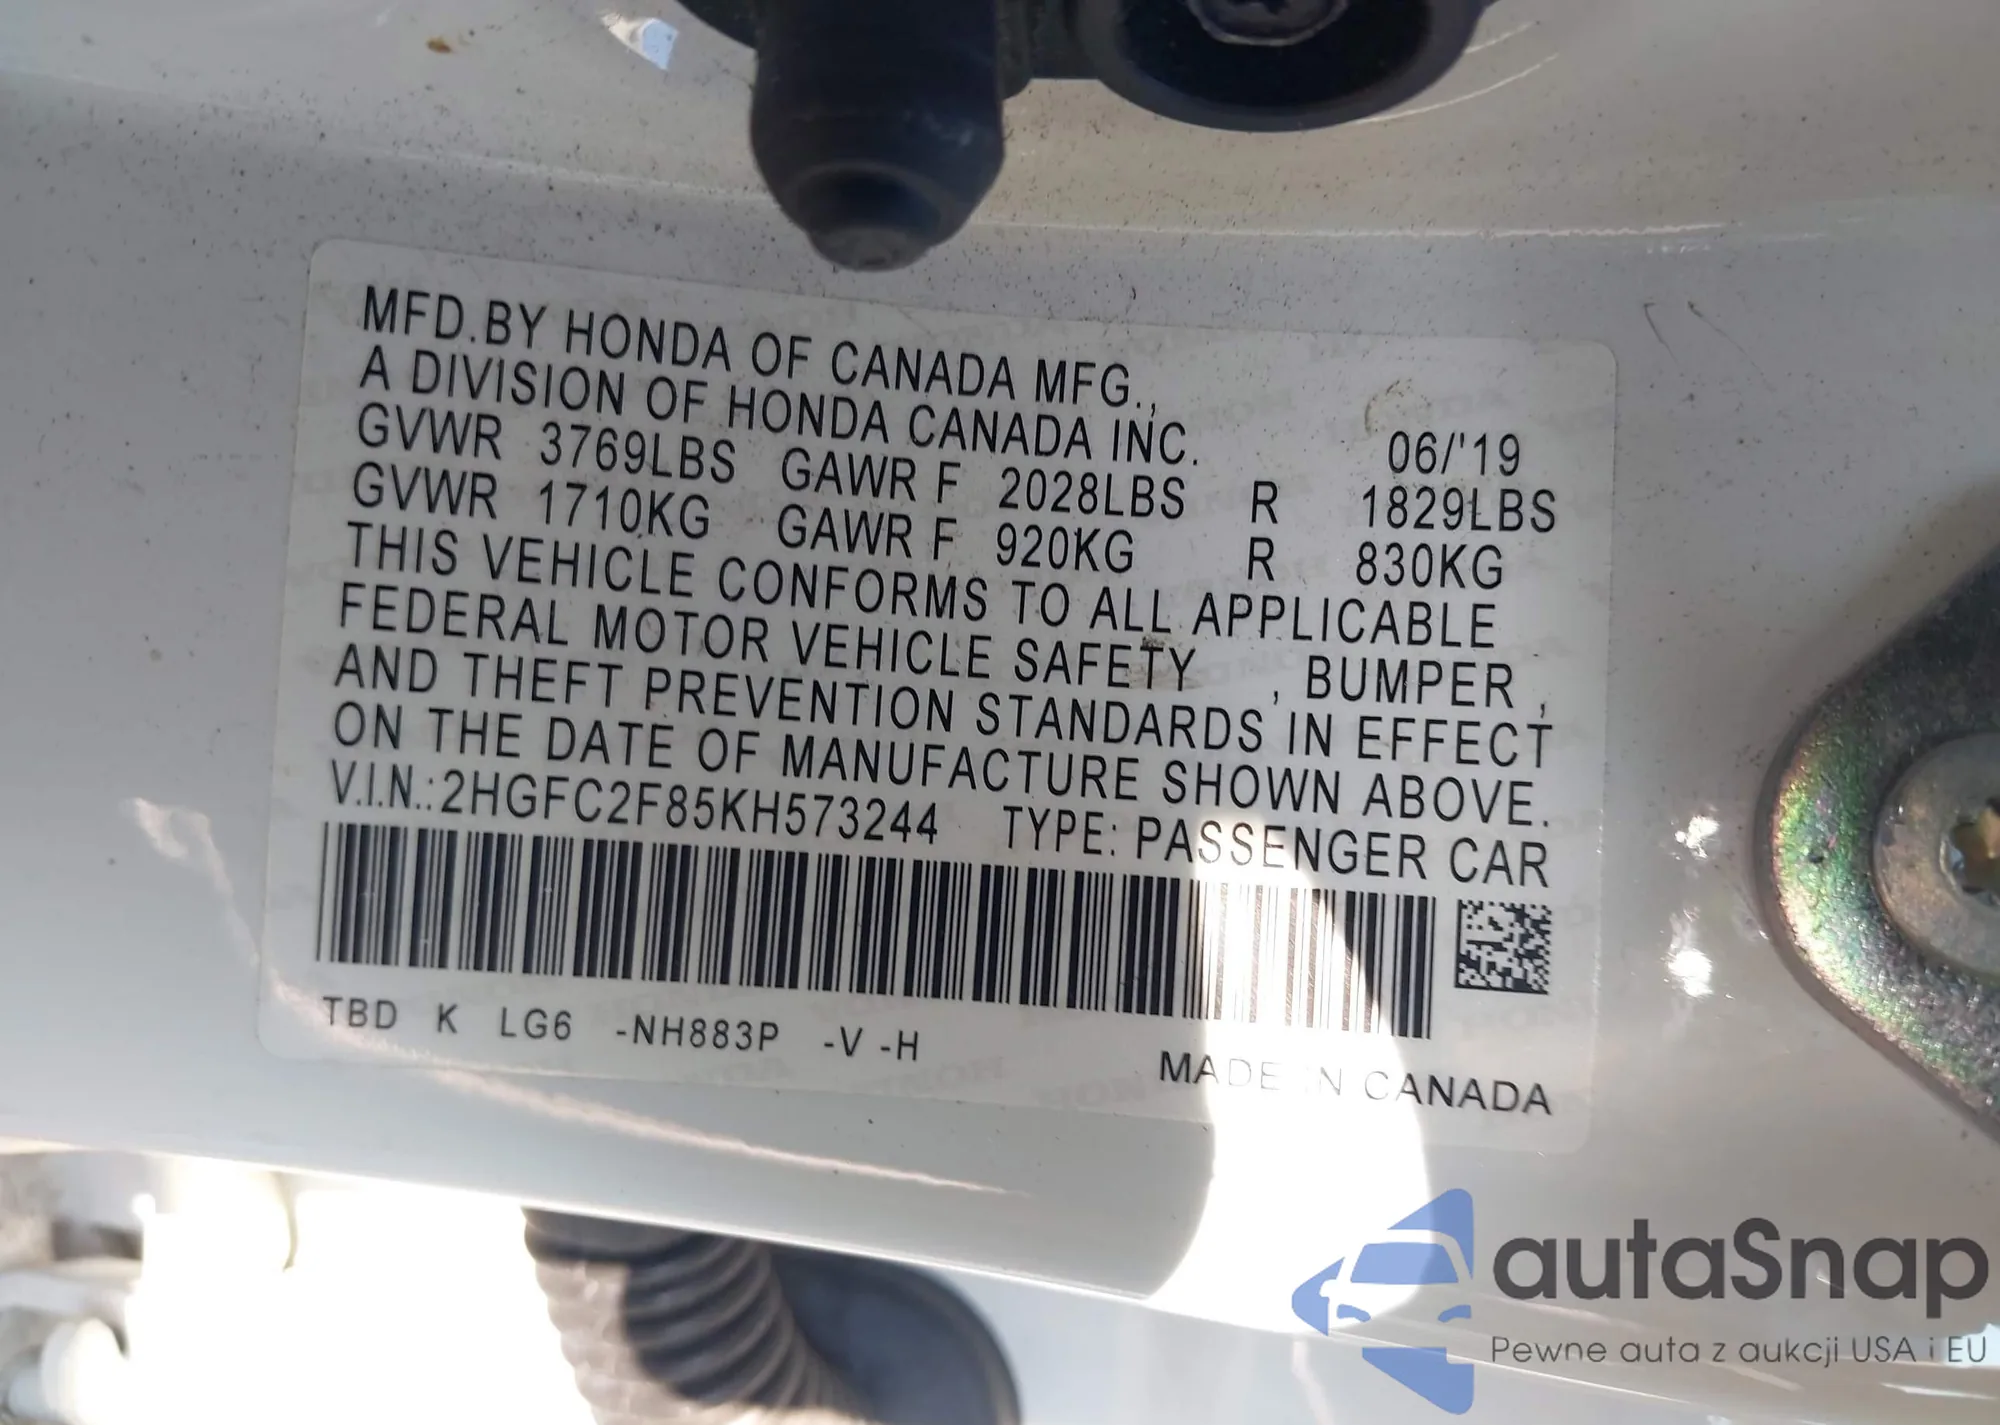 MFD.BY HONDA OF CANADA MFG.,
A DIVISION OF HONDA CANADA INC. 06/'19
GVWR 3769LBS GAWR F 2028LBS R 1829LBS
GVWR 1710KG GAWR F 920KG R 830KG
THIS VEHICLE CONFORMS TO ALL APPLICABLE
FEDERAL MOTOR VEHICLE SAFETY , BUMPER ,
AND THEFT PREVENTION STANDARDS IN EFFECT
ON THE DATE OF MANUFACTURE SHOWN ABOVE.
V.I.N.:2HGFC2F85KH573244 TYPE: PASSENGER CAR
TBD K LG6 -NH883P -V -H
MADE IN CANADA
autaSnap
Pewne auta z aukcji USA i EU